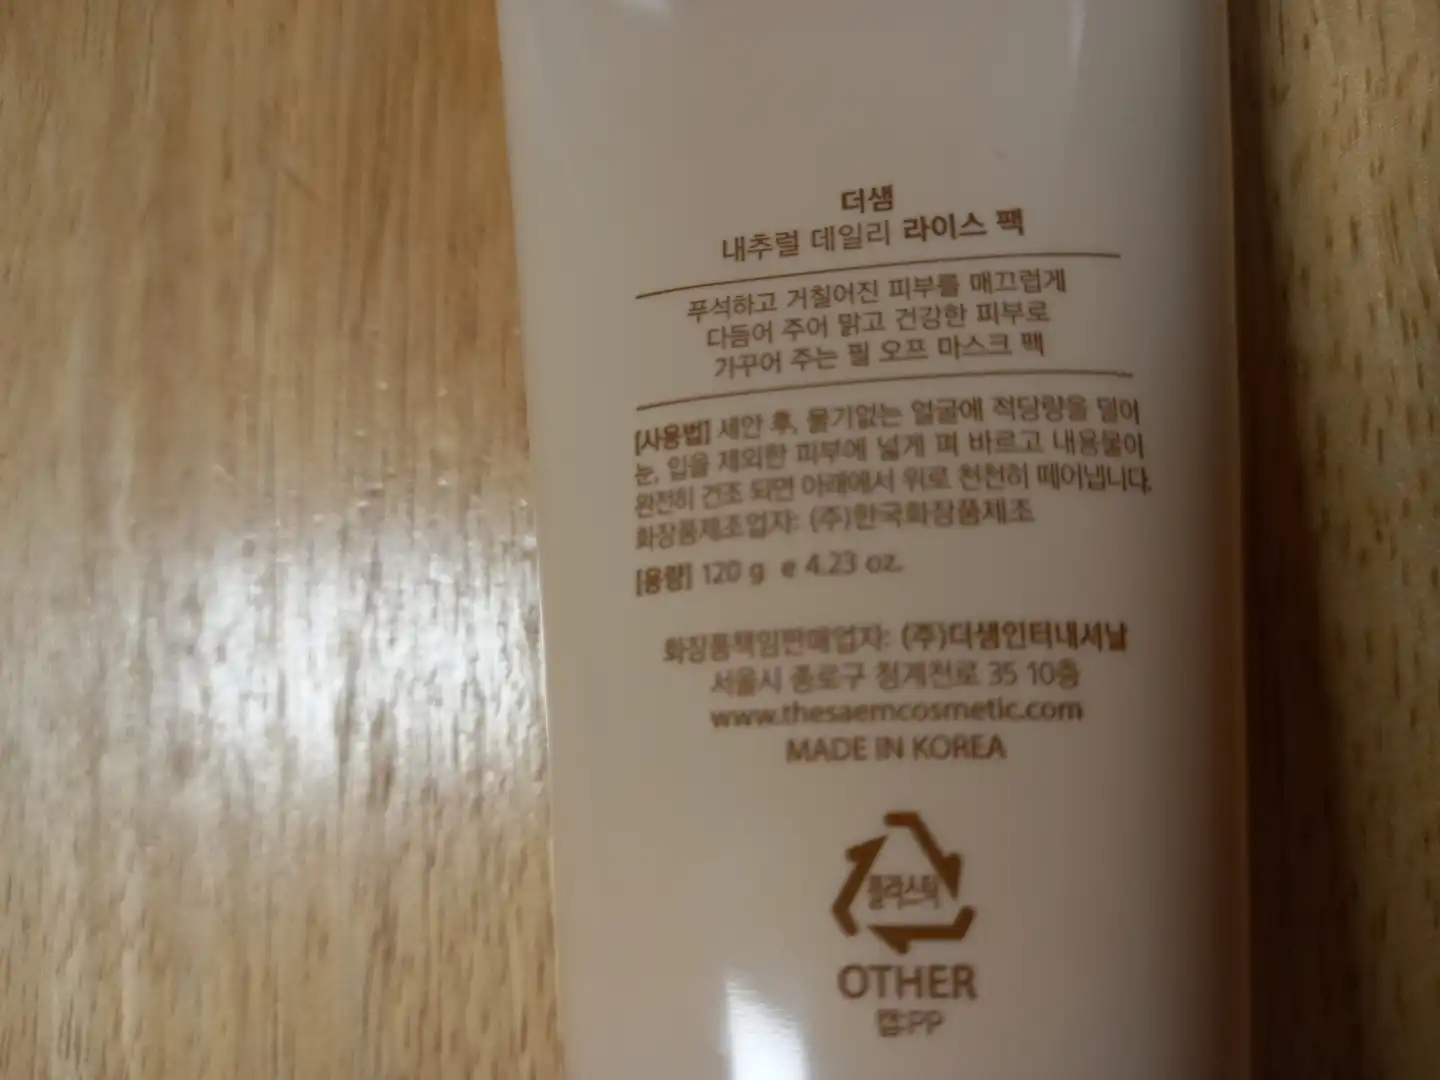 더샘
내추럴 데일리 라이스 팩
푸석하고 거칠어진 피부를 매끄럽게
다듬어 주어 맑고 건강한 피부로
가꾸어 주는 필 오프 마스크 팩
[사용법] 세안 후, 물기없는 얼굴에 적당량을 덜어
눈, 입을 제외한 피부에 넓게 펴 바르고 내용물이
완전히 건조 되면 아래에서 위로 천천히 떼어냅니다.
화장품제조업자: (주)한국화장품제조
[용량] 120 g e 4.23 oz.
화장품책임판매업자: (주)더샘인터내셔날
서울시 종로구 청계천로 35 10층
www.thesaemcosmetic.com
MADE IN KOREA
플라스틱
OTHER
캡:PP